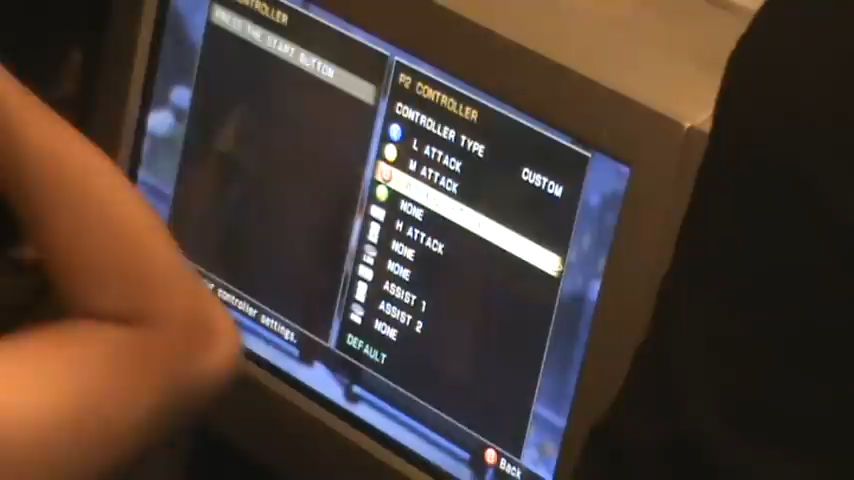 CONTROLLER
PRESS THE START BUTTON
P2 CONTROLLER
CONTROLLER TYPE
CUSTOM
L ATTACK
M ATTACK
NONE
H ATTACK
NONE
NONE
ASSIST 1
ASSIST 2
NONE
DEFAULT
controller settings.
B Back